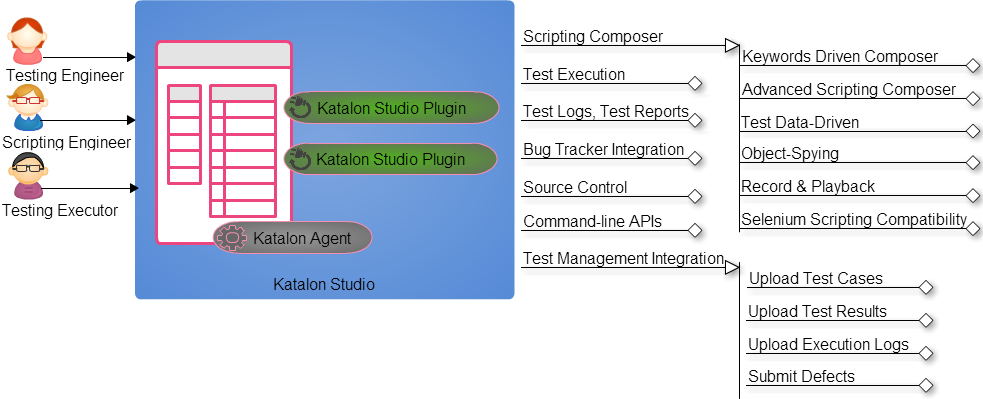 Testing Engineer
Scripting Engineer
Testing Executor
Katalon Studio Plugin
Katalon Studio Plugin
Katalon Agent
Katalon Studio
Scripting Composer
Test Execution
Test Logs, Test Reports
Bug Tracker Integration
Source Control
Command-line APIs
Test Management Integration
Keywords Driven Composer
Advanced Scripting Composer
Test Data-Driven
Object-Spying
Record & Playback
Selenium Scripting Compatibility
Upload Test Cases
Upload Test Results
Upload Execution Logs
Submit Defects